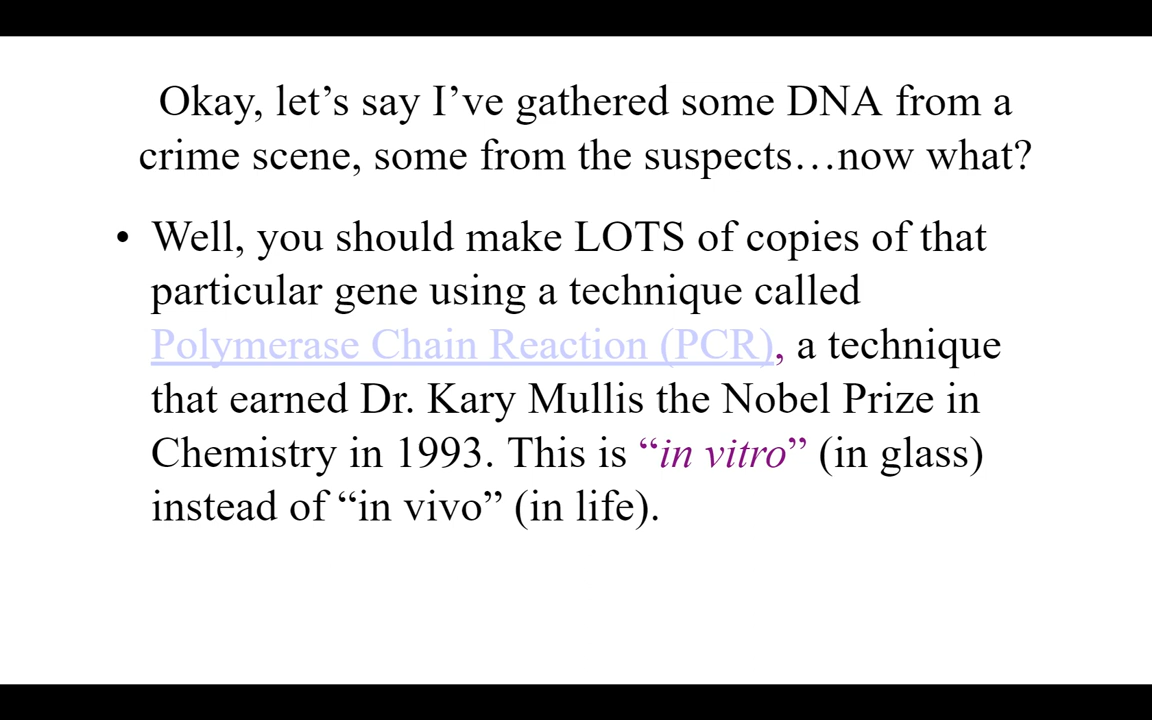 Okay, let’s say I’ve gathered some DNA from a
crime scene, some from the suspects…now what?
• Well, you should make LOTS of copies of that
particular gene using a technique called
Polymerase Chain Reaction (PCR), a technique
that earned Dr. Kary Mullis the Nobel Prize in
Chemistry in 1993. This is “in vitro” (in glass)
instead of “in vivo” (in life).